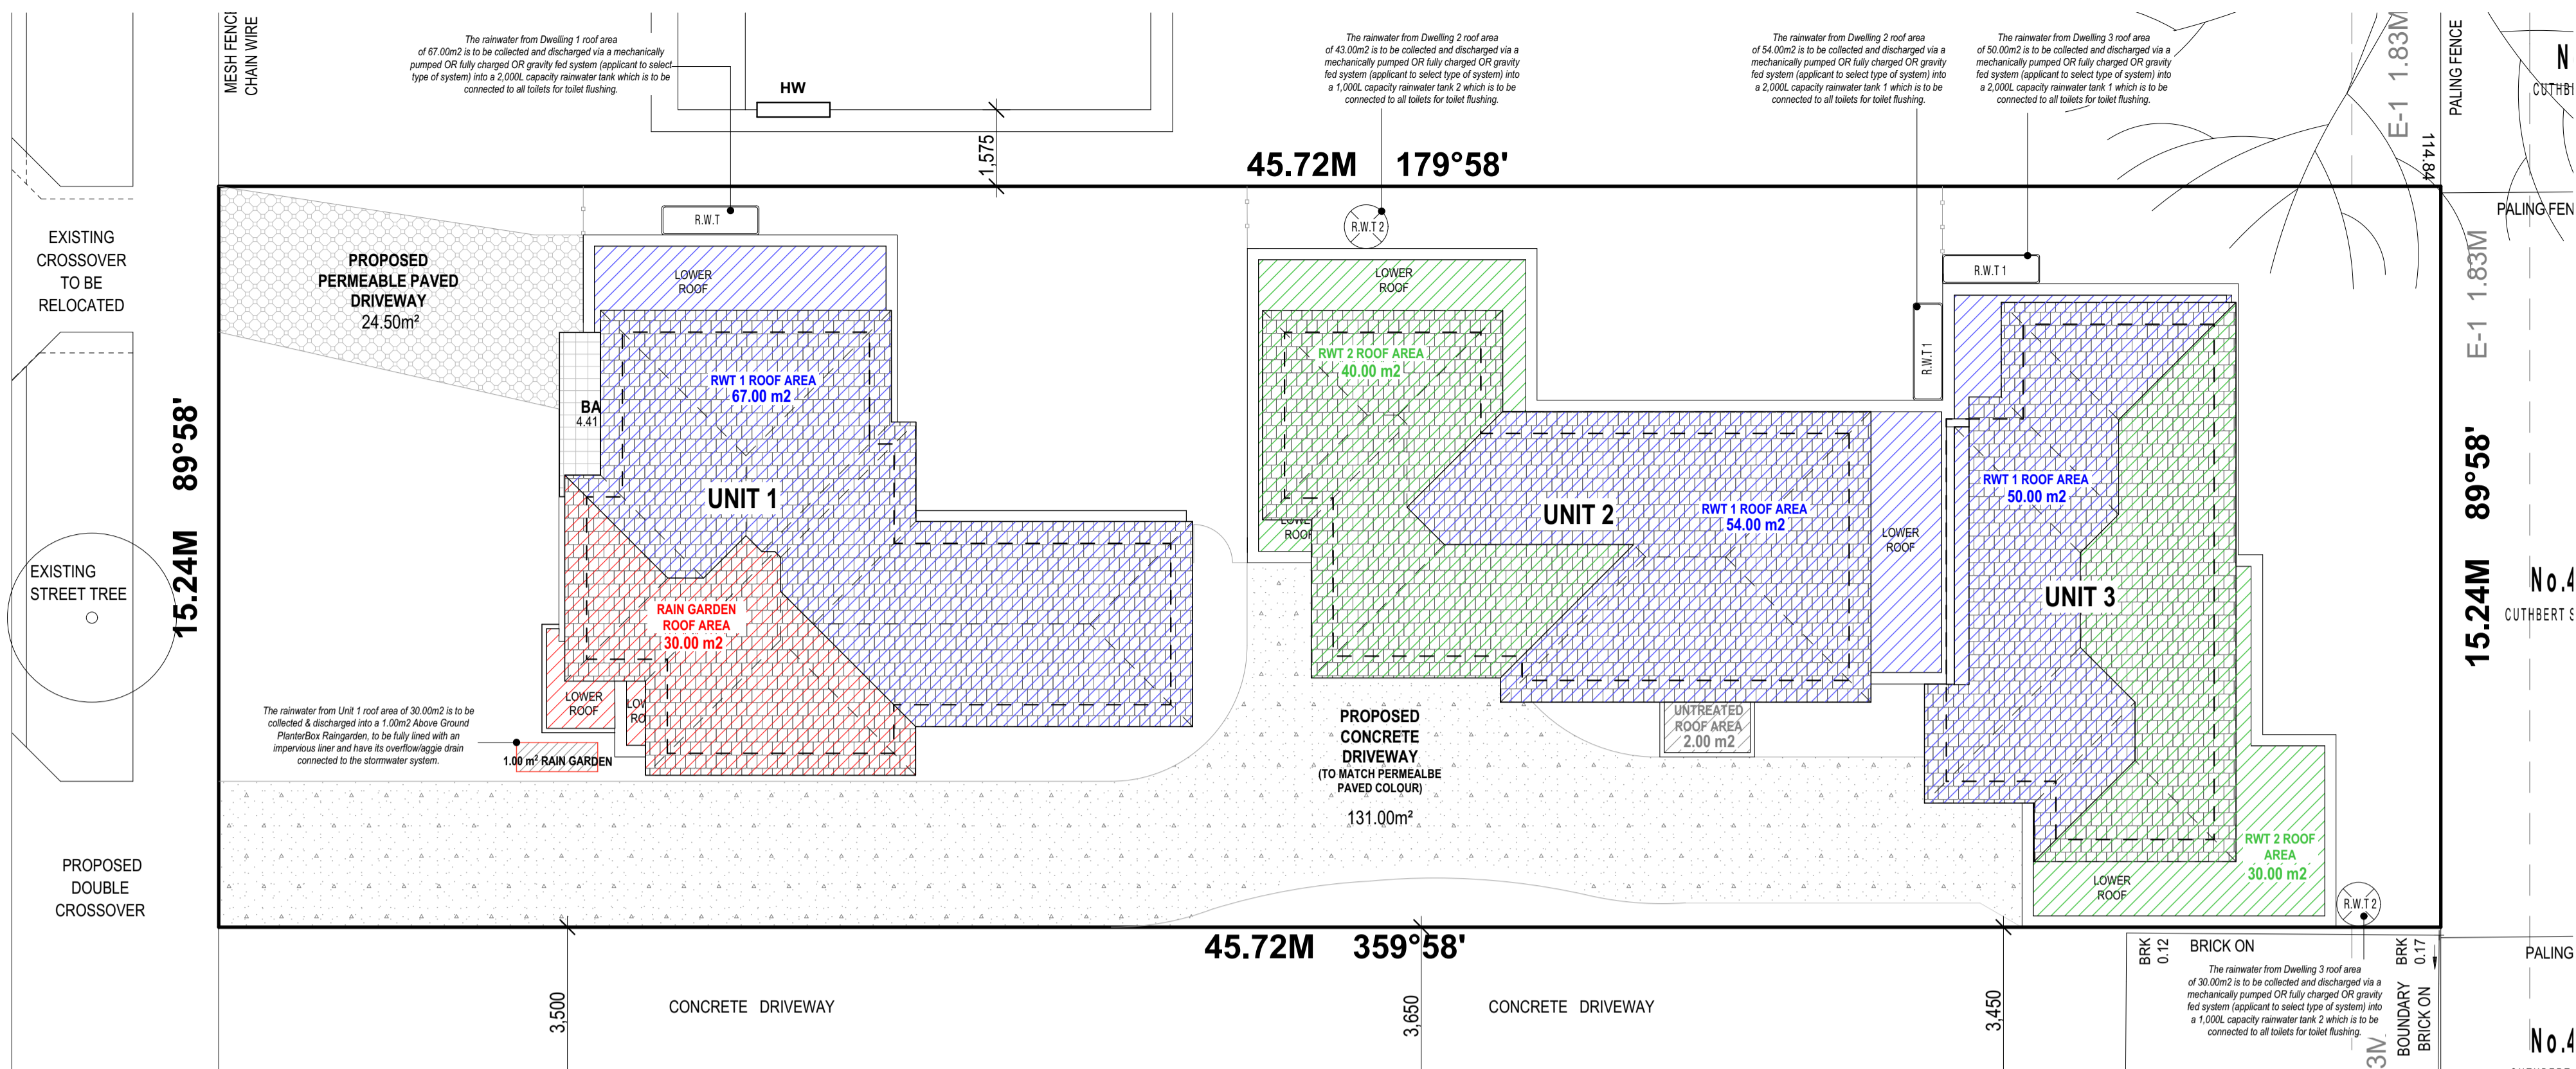 MESH FENCE
CHAIN WIRE
The rainwater from Dwelling 1 roof area
of 67.00m2 is to be collected and discharged via a mechanically
pumped OR fully charged OR gravity fed system (applicant to select
type of system) into a 2,000L capacity rainwater tank which is to be
connected to all toilets for toilet flushing.
HW
1,575
The rainwater from Dwelling 2 roof area
of 43.00m2 is to be collected and discharged via a
mechanically pumped OR fully charged OR gravity
fed system (applicant to select type of system) into
a 1,000L capacity rainwater tank 2 which is to be
connected to all toilets for toilet flushing.
The rainwater from Dwelling 2 roof area
of 54.00m2 is to be collected and discharged via a
mechanically pumped OR fully charged OR gravity
fed system (applicant to select type of system) into
a 2,000L capacity rainwater tank 1 which is to be
connected to all toilets for toilet flushing.
The rainwater from Dwelling 3 roof area
of 50.00m2 is to be collected and discharged via a
mechanically pumped OR fully charged OR gravity
fed system (applicant to select type of system) into
a 2,000L capacity rainwater tank 1 which is to be
connected to all toilets for toilet flushing.
E-1 1.83M
PALING FENCE
114.84
N
CUTHB
45.72M 179°58'
PALING FEN
E-1 1.83M
EXISTING
CROSSOVER
TO BE
RELOCATED
PROPOSED
PERMEABLE PAVED
DRIVEWAY
24.50m²
R.W.T
LOWER
ROOF
RWT 1 ROOF AREA
67.00 m2
BA
4.41
UNIT 1
R.W.T 2
LOWER
ROOF
RWT 2 ROOF AREA
40.00 m2
LOWE
ROOF
UNIT 2
RWT 1 ROOF AREA
54.00 m2
LOWER
ROOF
R.W.T 1
R.W.T 1
RWT 1 ROOF AREA
50.00 m2
UNIT 3
15.24M 89°58'
15.24M 89°58'
No.4
CUTHBERT S
EXISTING
STREET TREE
RAIN GARDEN
ROOF AREA
30.00 m2
LOWER
ROOF
LOW
RO
The rainwater from Unit 1 roof area of 30.00m2 is to be
collected & discharged into a 1.00m2 Above Ground
PlanterBox Raingarden, to be fully lined with an
impervious liner and have its overflow/aggie drain
connected to the stormwater system.
1.00 m² RAIN GARDEN
PROPOSED
CONCRETE
DRIVEWAY
(TO MATCH PERMEALBE
PAVED COLOUR)
131.00m²
UNTREATED
ROOF AREA
2.00 m2
RWT 2 ROOF
AREA
30.00 m2
LOWER
ROOF
R.W.T 2
PROPOSED
DOUBLE
CROSSOVER
45.72M 359°58'
3,500
CONCRETE DRIVEWAY
3,650
CONCRETE DRIVEWAY
3,450
BRK
0.12
BRICK ON
BRK
0.17
PALING
The rainwater from Dwelling 3 roof area
of 30.00m2 is to be collected and discharged via a
mechanically pumped OR fully charged OR gravity
fed system (applicant to select type of system) into
a 1,000L capacity rainwater tank 2 which is to be
connected to all toilets for toilet flushing.
3M
BOUNDARY
BRICK ON
No.4